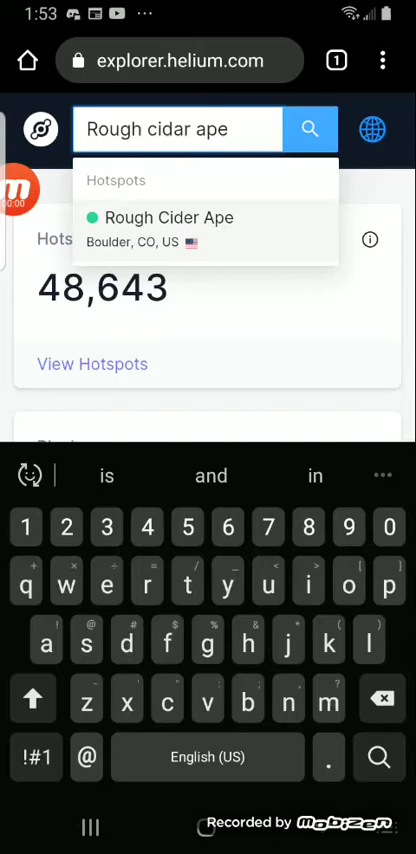 1:53
explorer.helium.com
1
Rough cidar ape
Hotspots
Rough Cider Ape
Boulder, CO, US
00:00
Hots
48,643
View Hotspots
is and in
1 2 3 4 5 6 7 8 9 0
+ × ÷ = / _ < > [ ]
q w e r t y u i o p
! @ # $ % & * ( )
a s d f g h j k l
- ' " : ; , ?
z x c v b n m
!#1 @ English (US) .
Recorded by mobizen